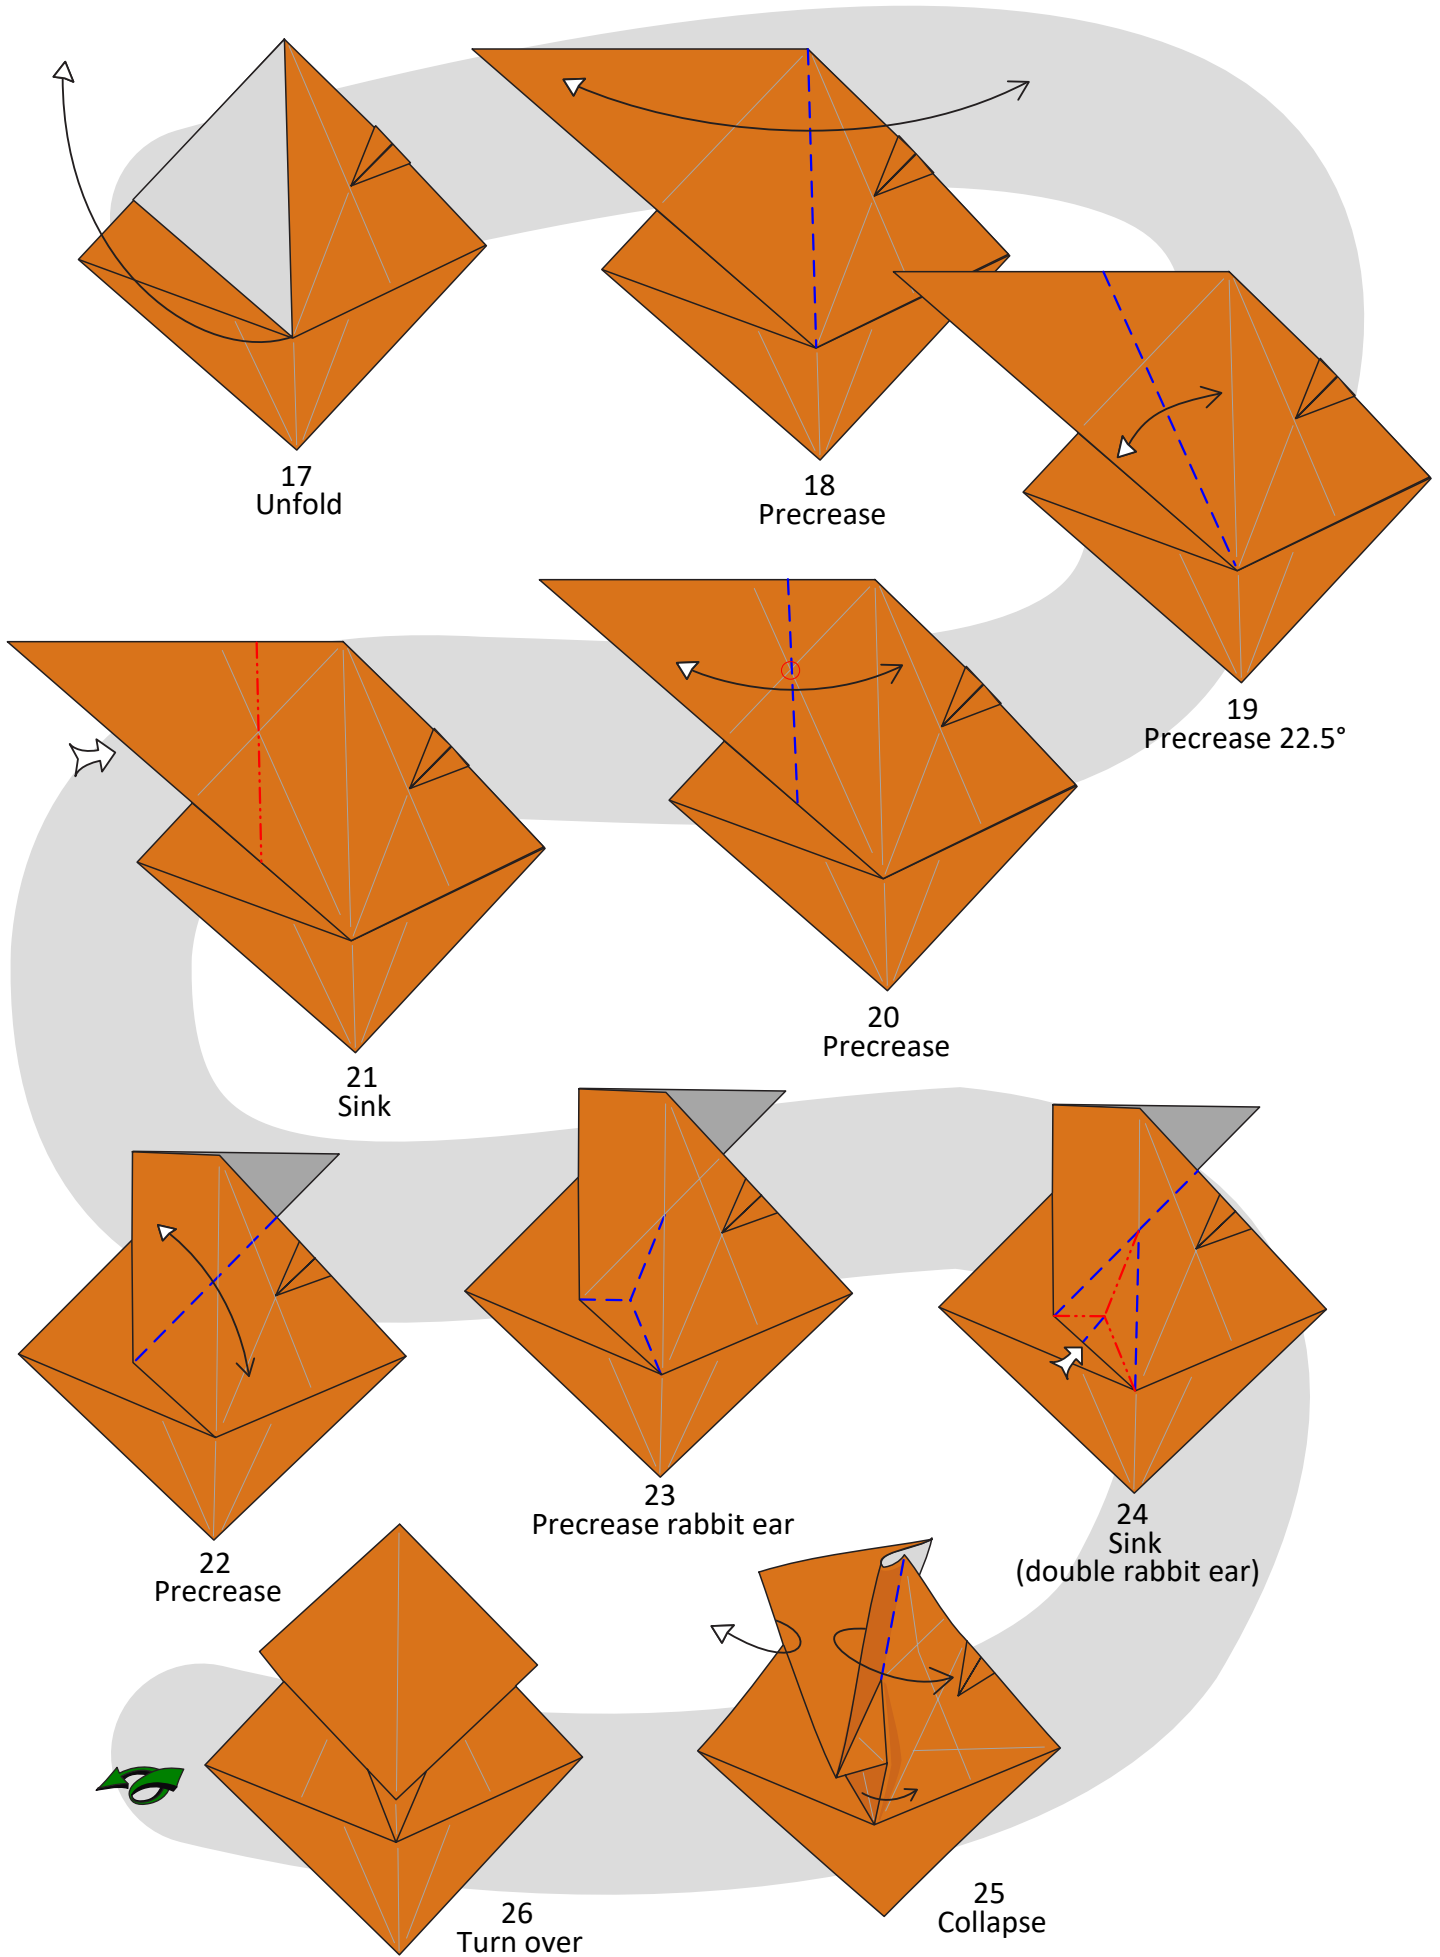 17
Unfold
18
Precrease
19
Precrease 22.5°
20
Precrease
21
Sink
22
Precrease
23
Precrease rabbit ear
24
Sink
(double rabbit ear)
25
Collapse
26
Turn over